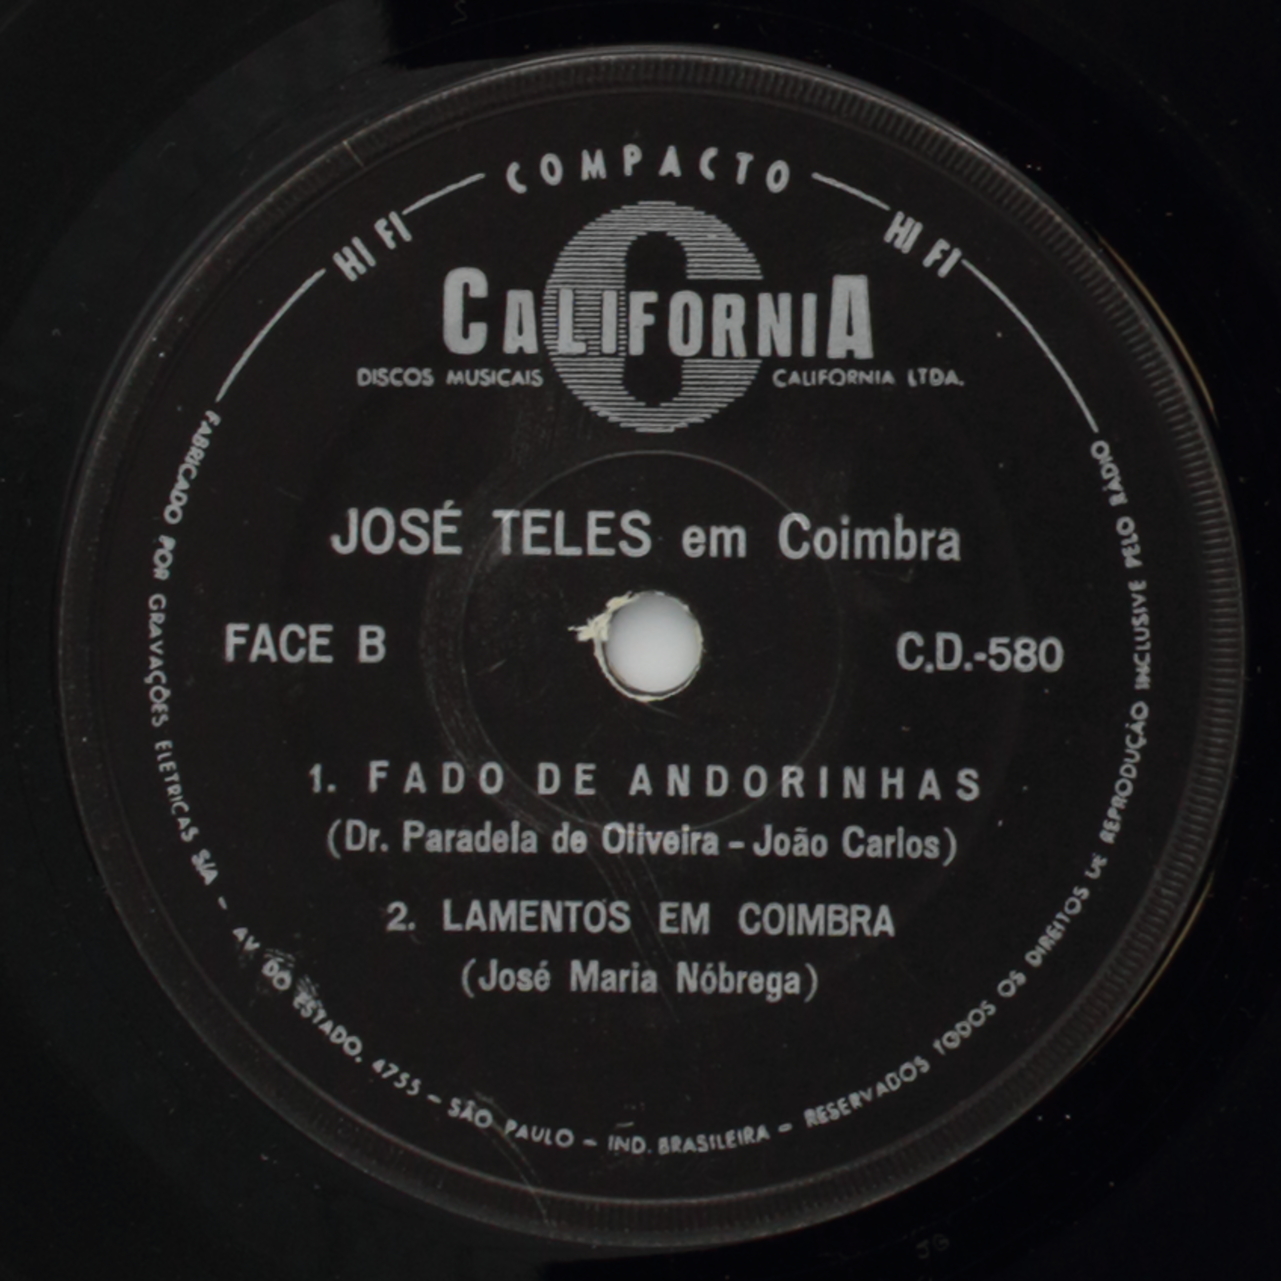 COMPACTO
HI FI HI FI
CALIFORNIA
DISCOS MUSICAIS CALIFORNIA LTDA.
JOSÉ TELES em Coimbra
FACE B C.D.-580
1. FADO DE ANDORINHAS
(Dr. Paradela de Oliveira - João Carlos)
2. LAMENTOS EM COIMBRA
(José Maria Nóbrega)
FABRICADO POR GRAVAÇÕES ELETRICAS S/A - AV. DO ESTADO, 4755 - SÃO PAULO - IND. BRASILEIRA - RESERVADOS TODOS OS DIREITOS DE REPRODUÇÃO INCLUSIVE PELO RÁDIO